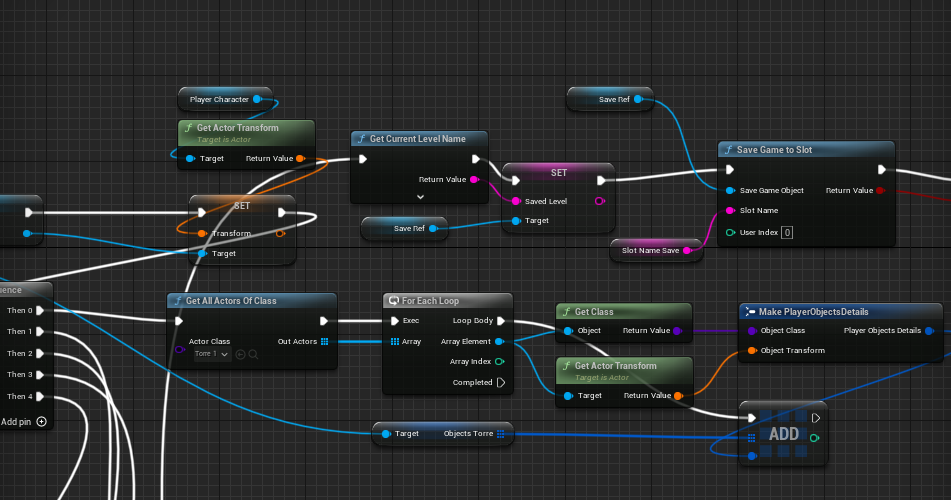 Player Character
Get Actor Transform
Target is Actor
Target
Return Value
Get Current Level Name
Return Value
Save Ref
SET
Saved Level
Target
Save Ref
Save Game to Slot
Save Game Object
Return Value
Slot Name
User Index 0
Slot Name Save
SET
Transform
Target
uence
Then 0
Then 1
Then 2
Then 3
Then 4
Add pin
Get All Actors Of Class
Actor Class
Torre 1
Out Actors
For Each Loop
Exec
Loop Body
Array
Array Element
Array Index
Completed
Get Class
Object
Return Value
Get Actor Transform
Target is Actor
Target
Return Value
Make PlayerObjectsDetails
Object Class
Player Objects Details
Object Transform
Target
Objects Torre
ADD